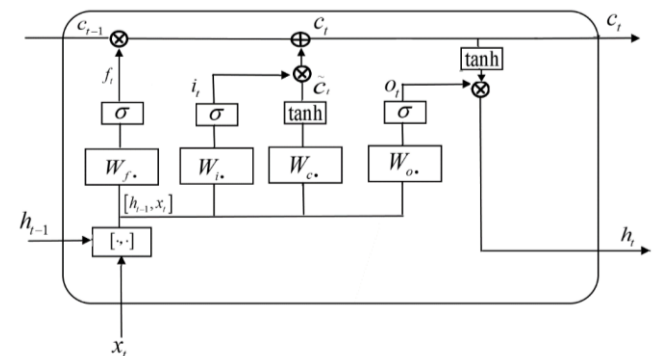 c_{t-1} c_t c_t
tanh
f_t i_t c̃_t o_t
σ σ tanh σ
W_f• W_i• W_c• W_o•
[h_{t-1}, x_t]
h_{t-1} [·,·] h_t
x_t